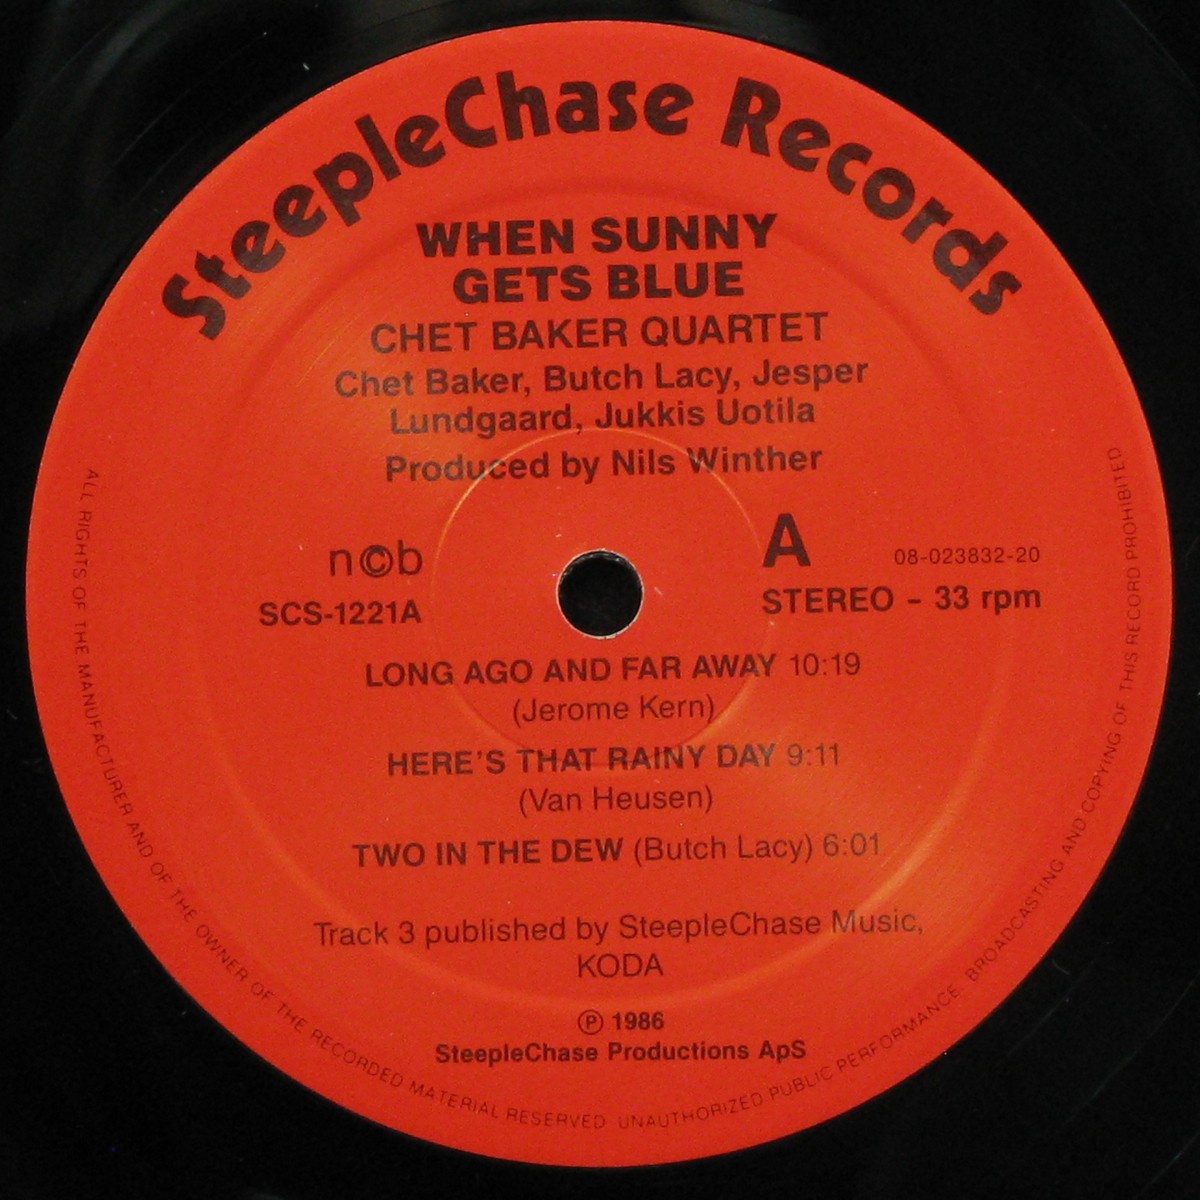 SteepleChase Records
WHEN SUNNY
GETS BLUE
CHET BAKER QUARTET
Chet Baker, Butch Lacy, Jesper
Lundgaard, Jukkis Uotila
Produced by Nils Winther
n©b
SCS-1221A
A
08-023832-20
STEREO - 33 rpm
LONG AGO AND FAR AWAY 10:19
(Jerome Kern)
HERE'S THAT RAINY DAY 9:11
(Van Heusen)
TWO IN THE DEW (Butch Lacy) 6:01
Track 3 published by SteepleChase Music,
KODA
℗ 1986
SteepleChase Productions ApS
ALL RIGHTS OF THE MANUFACTURER AND OF THE OWNER OF THE RECORDED MATERIAL RESERVED UNAUTHORIZED PUBLIC PERFORMANCE. BROADCASTING AND COPYING OF THIS RECORD PROHIBITED